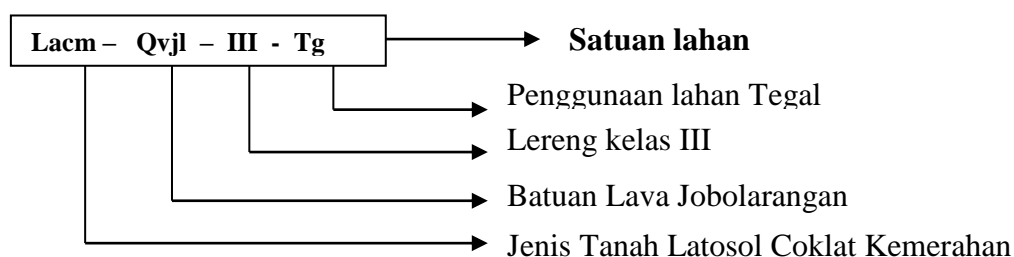 Lacm – Qvjl – III - Tg
Satuan lahan
Penggunaan lahan Tegal
Lereng kelas III
Batuan Lava Jobolarangan
Jenis Tanah Latosol Coklat Kemerahan